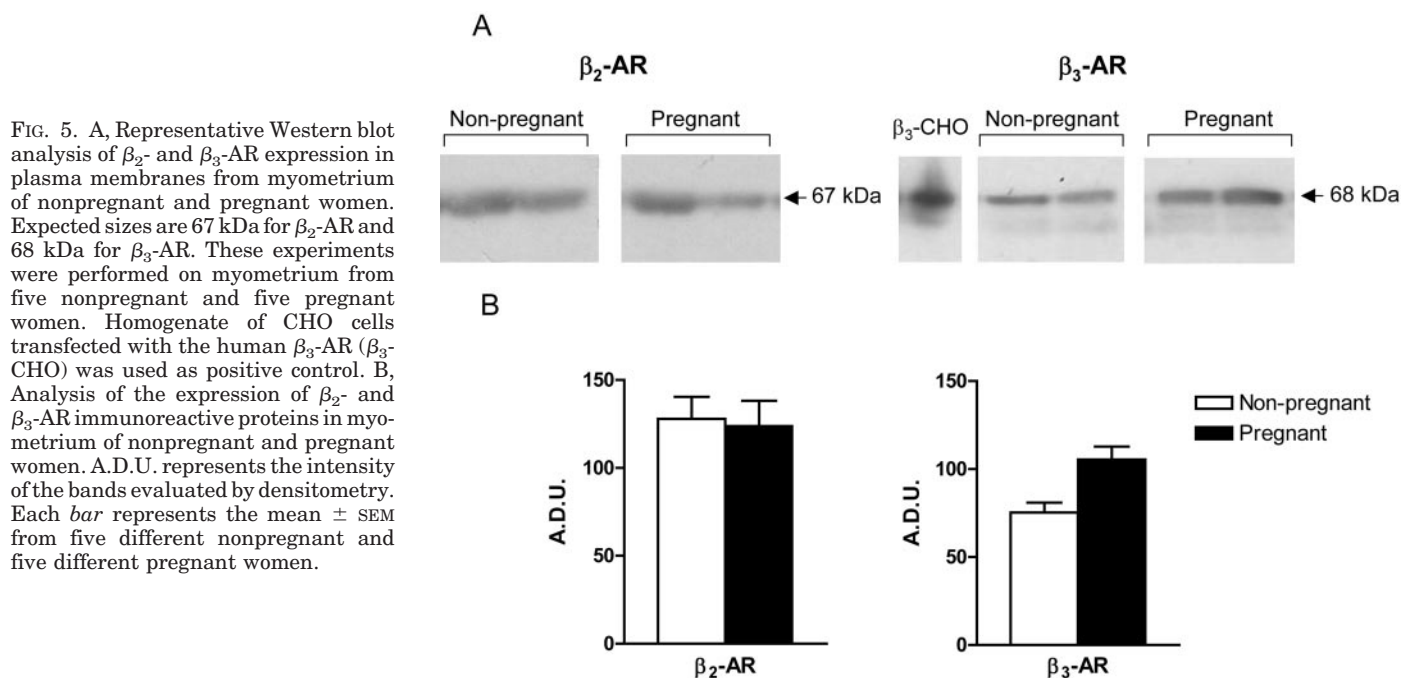 FIG. 5. A, Representative Western blot
analysis of β2- and β3-AR expression in
plasma membranes from myometrium
of nonpregnant and pregnant women.
Expected sizes are 67 kDa for β2-AR and
68 kDa for β3-AR. These experiments
were performed on myometrium from
five nonpregnant and five pregnant
women. Homogenate of CHO cells
transfected with the human β3-AR (β3-
CHO) was used as positive control. B,
Analysis of the expression of β2- and
β3-AR immunoreactive proteins in myo-
metrium of nonpregnant and pregnant
women. A.D.U. represents the intensity
of the bands evaluated by densitometry.
Each bar represents the mean ± SEM
from five different nonpregnant and
five different pregnant women.
A
β2-AR
β3-AR
Non-pregnant
Pregnant
β3-CHO
Non-pregnant
Pregnant
67 kDa
68 kDa
B
150
100
50
0
A.D.U.
β2-AR
150
100
50
0
A.D.U.
β3-AR
Non-pregnant
Pregnant